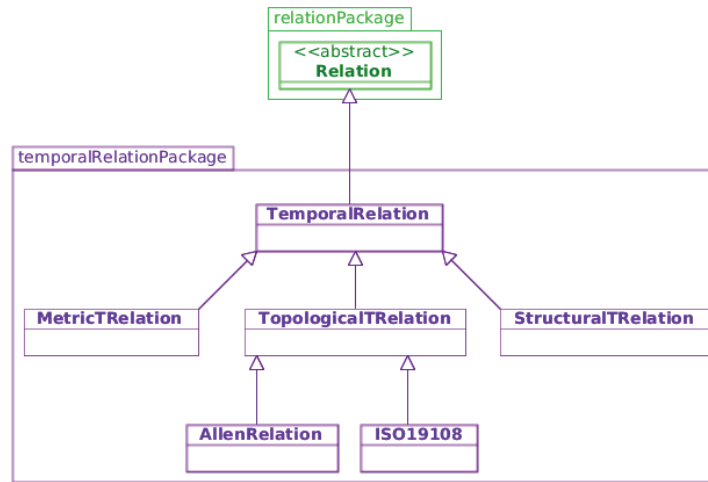 relationPackage
<<abstract>>
Relation
temporalRelationPackage
TemporalRelation
MetricTRelation
TopologicalTRelation
StructuralTRelation
AllenRelation
ISO19108